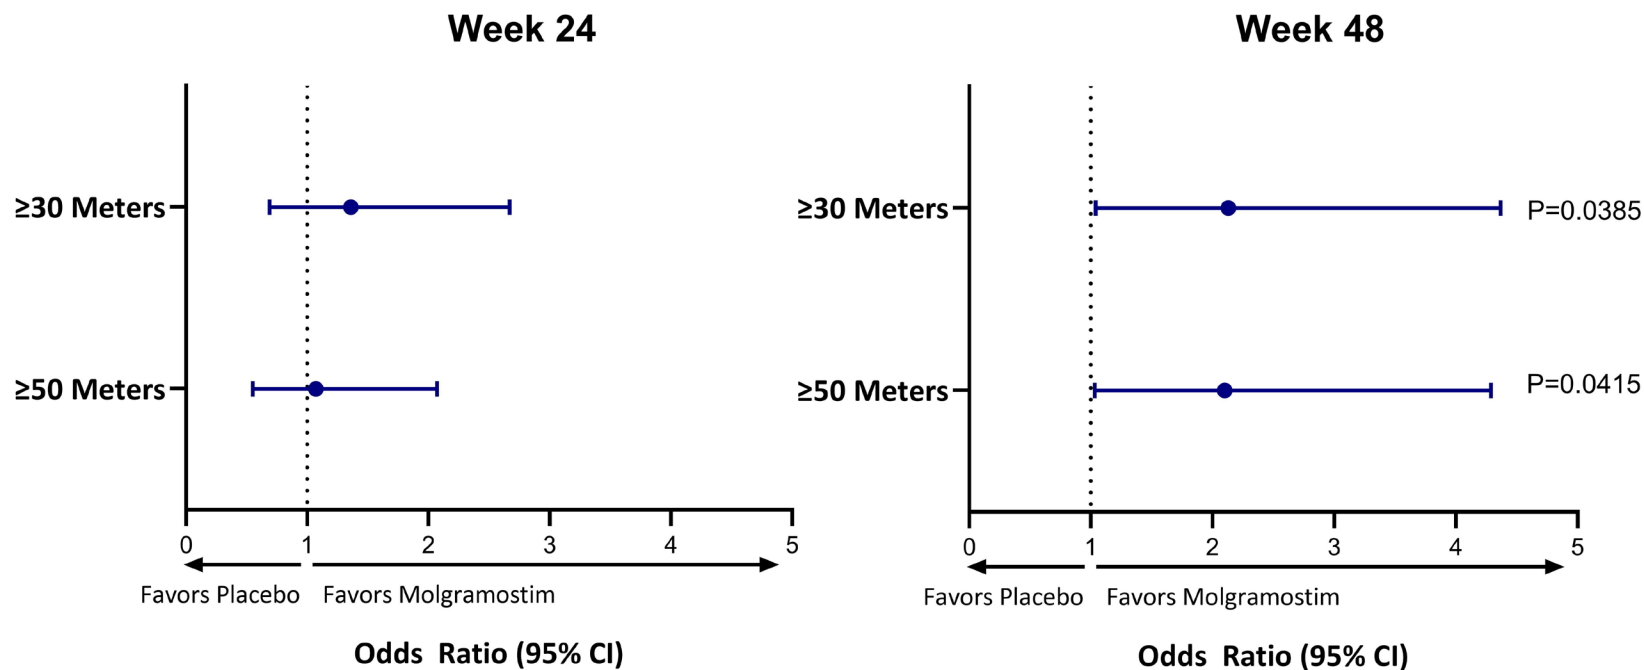 Week 24
≥30 Meters
≥50 Meters
0 1 2 3 4 5
Favors Placebo Favors Molgramostim
Odds Ratio (95% CI)
Week 48
≥30 Meters P=0.0385
≥50 Meters P=0.0415
0 1 2 3 4 5
Favors Placebo Favors Molgramostim
Odds Ratio (95% CI)